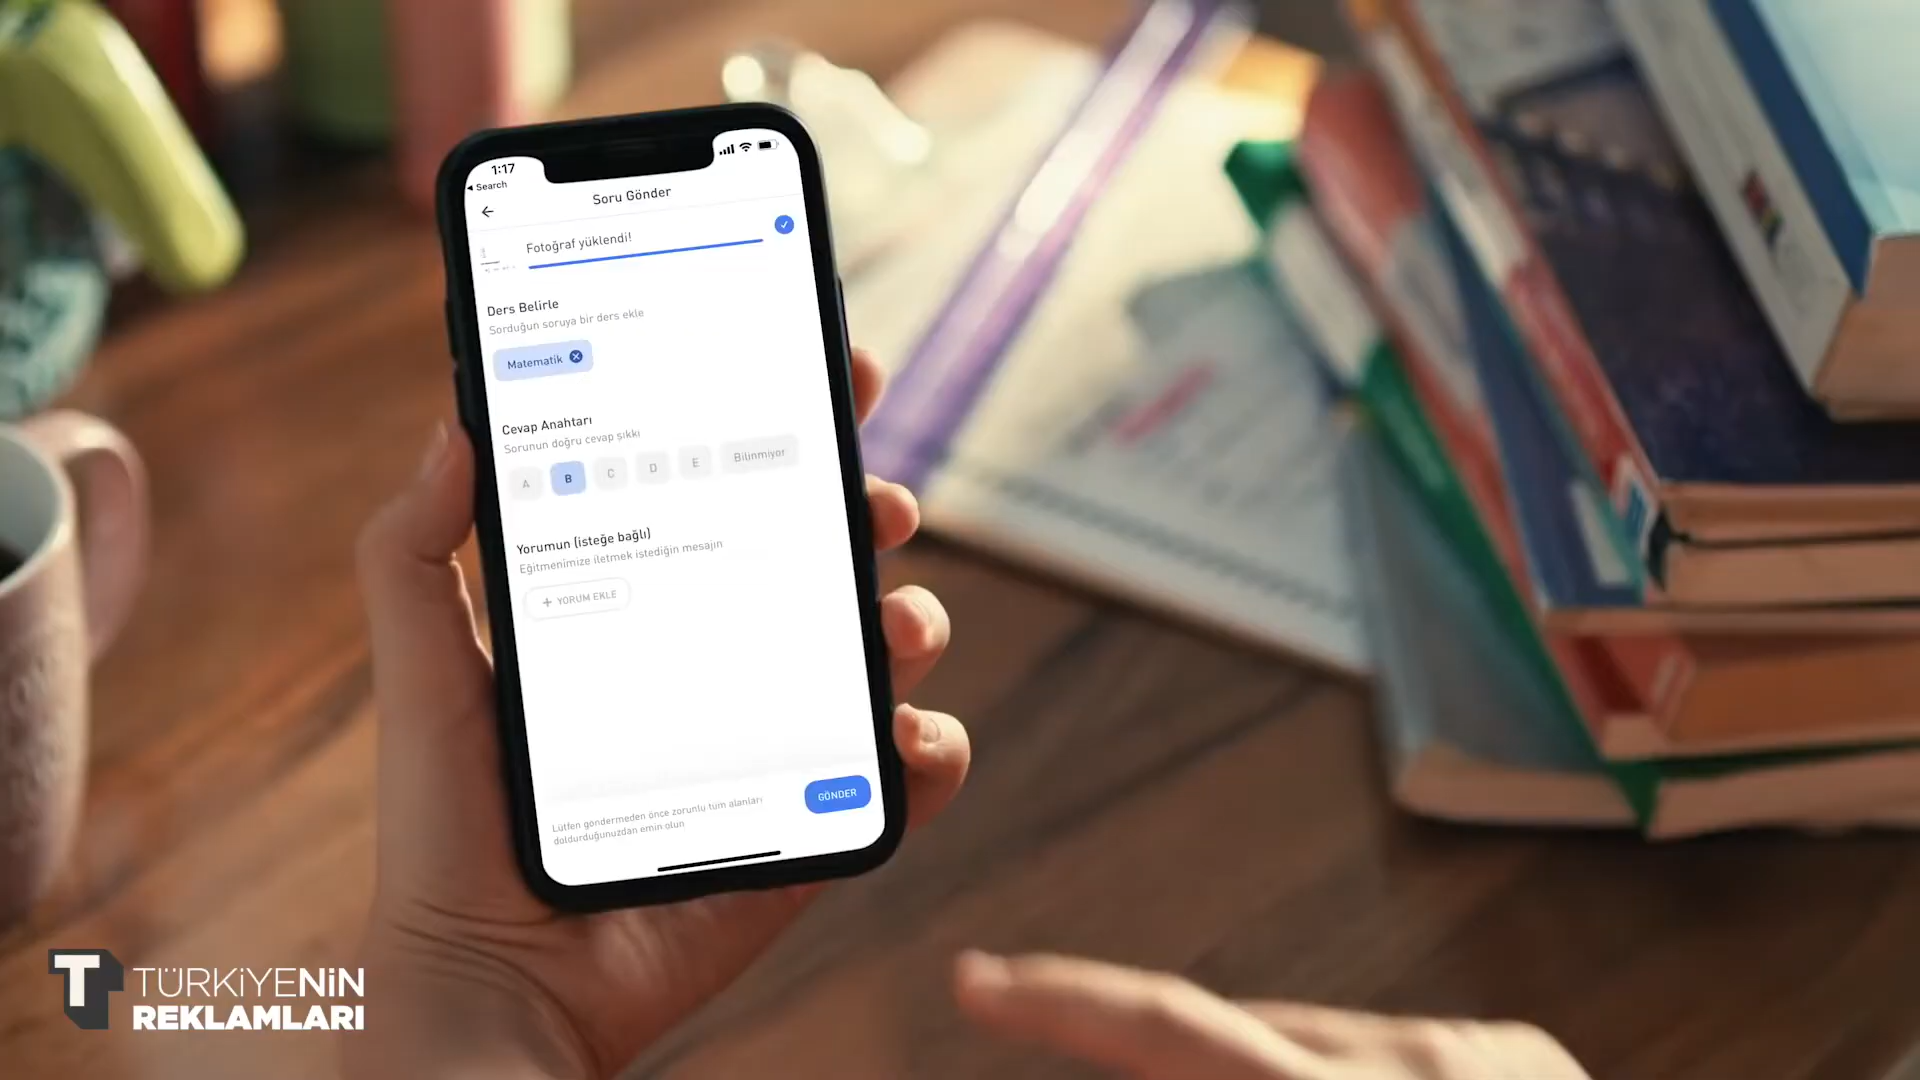 1:17
Search
Soru Gönder
Fotoğraf yüklendi!
Ders Belirle
Sorduğun soruya bir ders ekle
Matematik
Cevap Anahtarı
Sorunun doğru cevap şıkkı
A B C D E Bilinmiyor
Yorumun (isteğe bağlı)
Eğitmenimize iletmek istediğin mesajın
+ YORUM EKLE
Lütfen göndermeden önce zorunlu tüm alanları
doldurduğunuzdan emin olun
GÖNDER
TÜRKİYENİN
REKLAMLARI